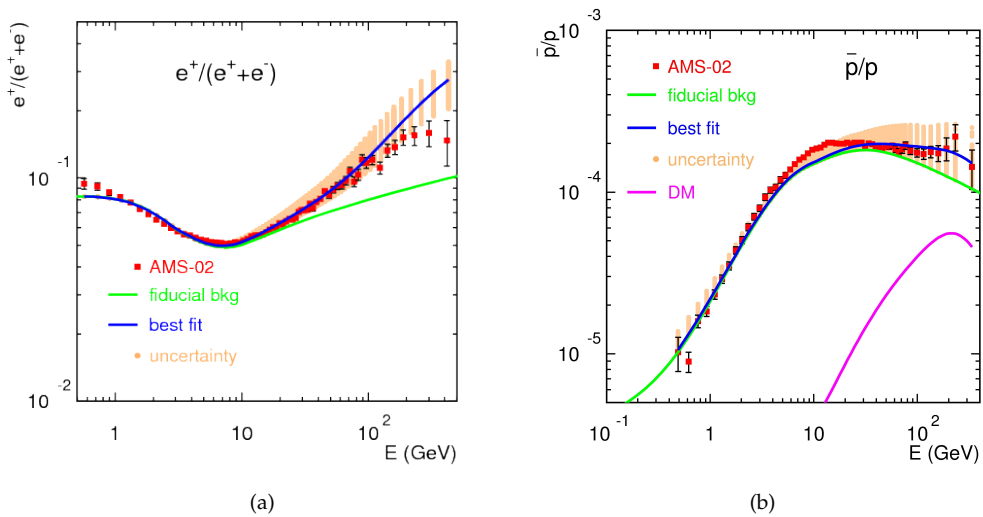 e⁺/(e⁺+e⁻)
e⁺/(e⁺+e⁻)
10⁻¹
AMS-02
fiducial bkg
best fit
uncertainty
10⁻²
1
10
10²
E (GeV)
(a)
10⁻³
p̄/p
p̄/p
AMS-02
fiducial bkg
best fit
uncertainty
DM
10⁻⁴
10⁻⁵
10⁻¹
1
10
10²
E (GeV)
(b)